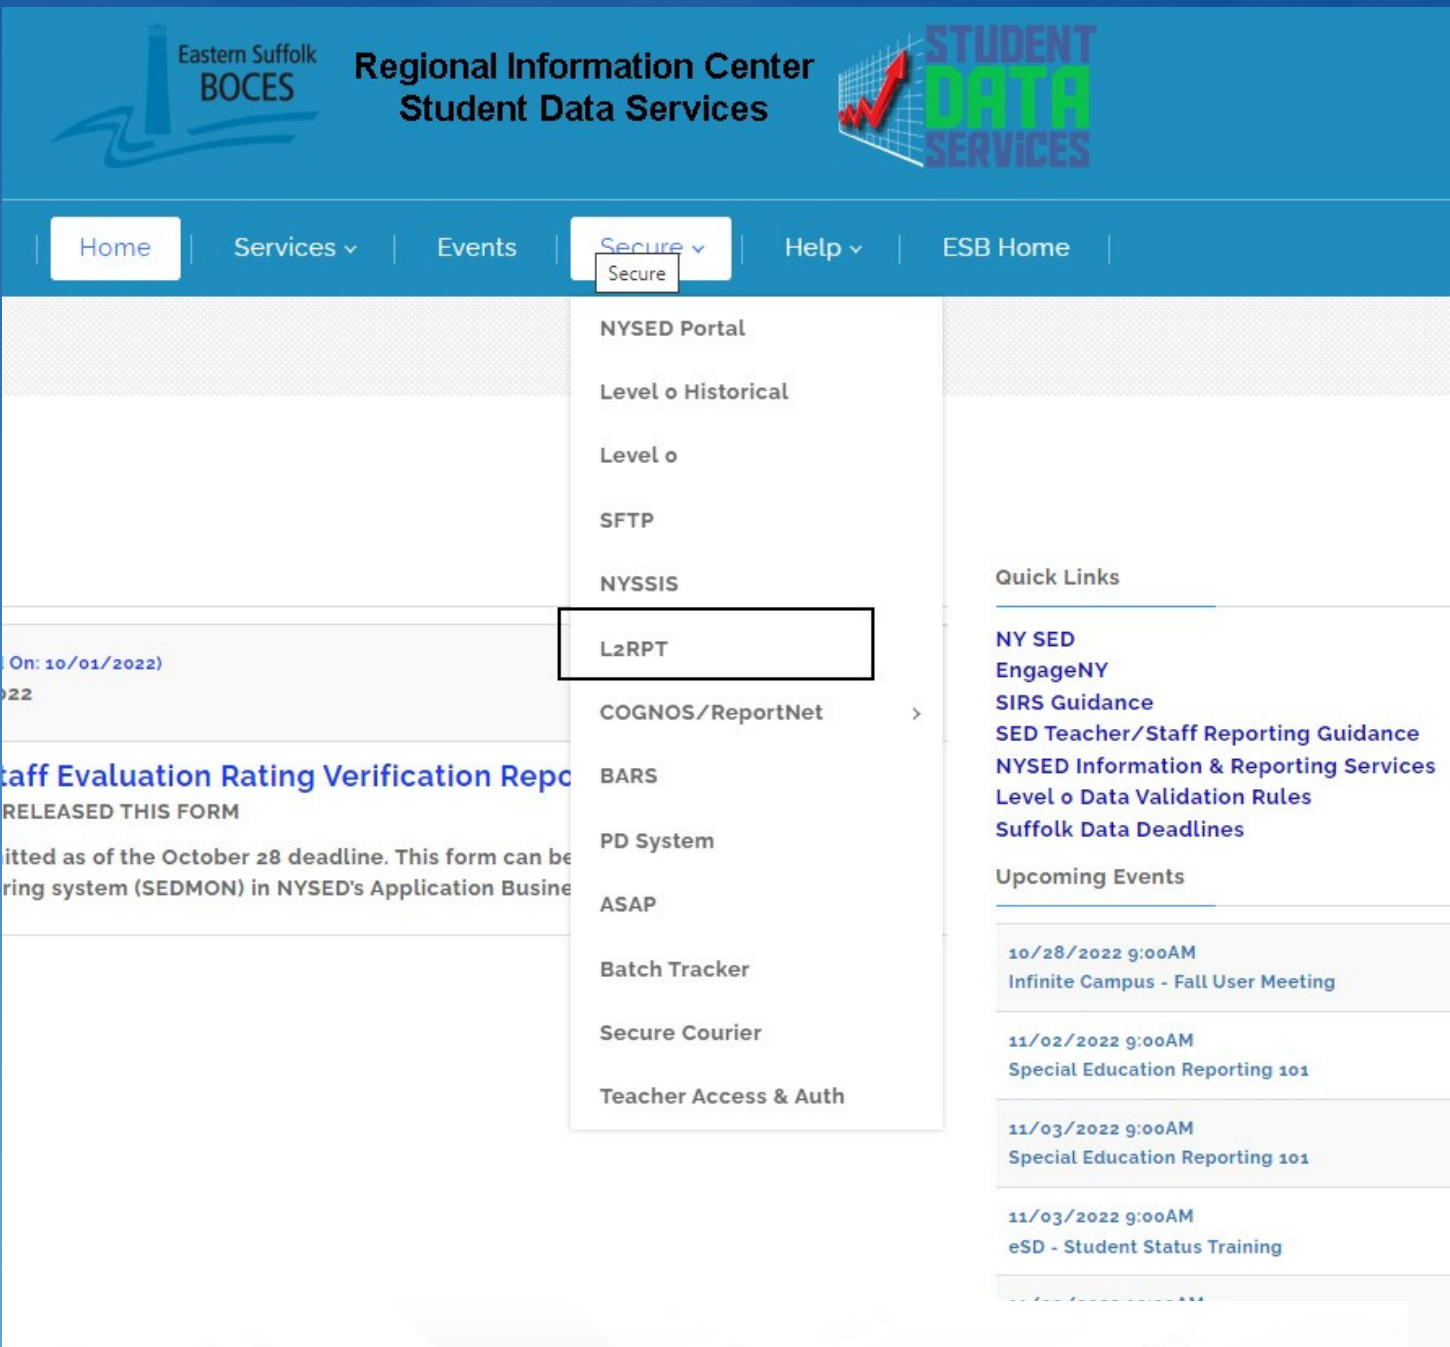 Eastern Suffolk
BOCES
Regional Information Center
Student Data Services
STUDENT
DATA
SERViCES
Home
Services
Events
Secure
Help
ESB Home
Secure
NYSED Portal
Level 0 Historical
Level 0
SFTP
NYSSIS
L2RPT
COGNOS/ReportNet
BARS
PD System
ASAP
Batch Tracker
Secure Courier
Teacher Access & Auth
On: 10/01/2022)
022
taff Evaluation Rating Verification Repo
RELEASED THIS FORM
itted as of the October 28 deadline. This form can be
ring system (SEDMON) in NYSED's Application Busine
Quick Links
NY SED
EngageNY
SIRS Guidance
SED Teacher/Staff Reporting Guidance
NYSED Information & Reporting Services
Level 0 Data Validation Rules
Suffolk Data Deadlines
Upcoming Events
10/28/2022 9:00AM
Infinite Campus - Fall User Meeting
11/02/2022 9:00AM
Special Education Reporting 101
11/03/2022 9:00AM
Special Education Reporting 101
11/03/2022 9:00AM
eSD - Student Status Training